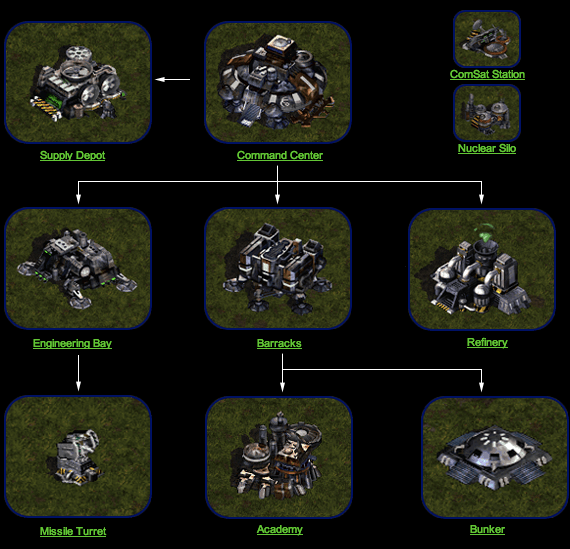 ComSat Station
Nuclear Silo
Supply Depot
Command Center
Engineering Bay
Barracks
Refinery
Missile Turret
Academy
Bunker